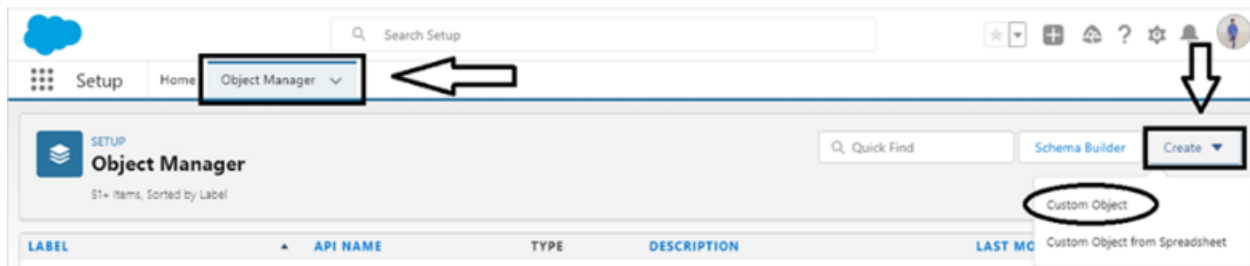 Search Setup
?
Setup Home Object Manager
SETUP
Object Manager
51+ Items, Sorted by Label
Quick Find
Schema Builder
Create
Custom Object
Custom Object from Spreadsheet
LABEL API NAME TYPE DESCRIPTION LAST MO